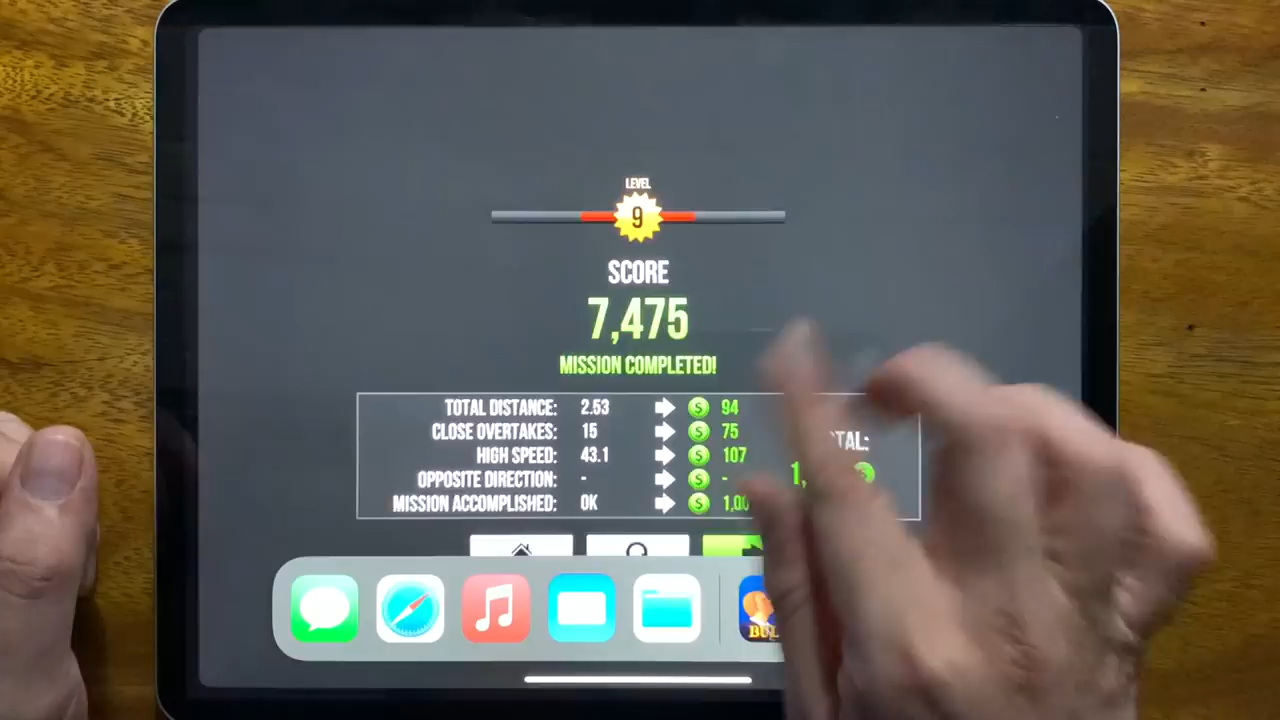 LEVEL
9
SCORE
7,475
MISSION COMPLETED!
TOTAL DISTANCE: 2.53 94
CLOSE OVERTAKES: 15 75
HIGH SPEED: 43.1 107
OPPOSITE DIRECTION: - -
MISSION ACCOMPLISHED: OK